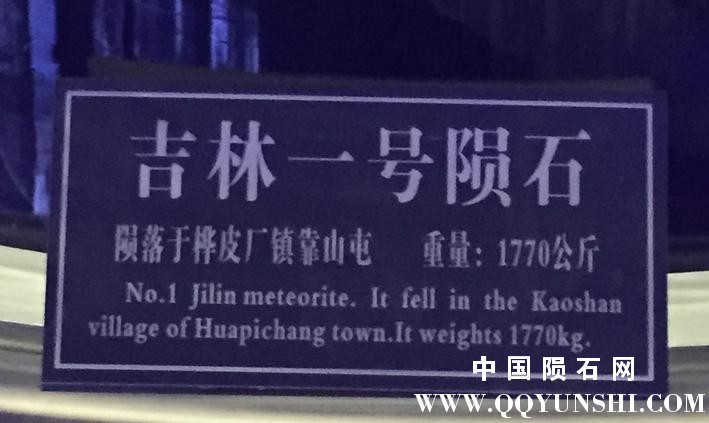 吉林一号陨石
陨落于桦皮厂镇靠山屯 重量：1770公斤
No.1 Jilin meteorite. It fell in the Kaoshan
village of Huapichang town.It weights 1770kg.
中国陨石网
WWW.QQYUNSHI.COM